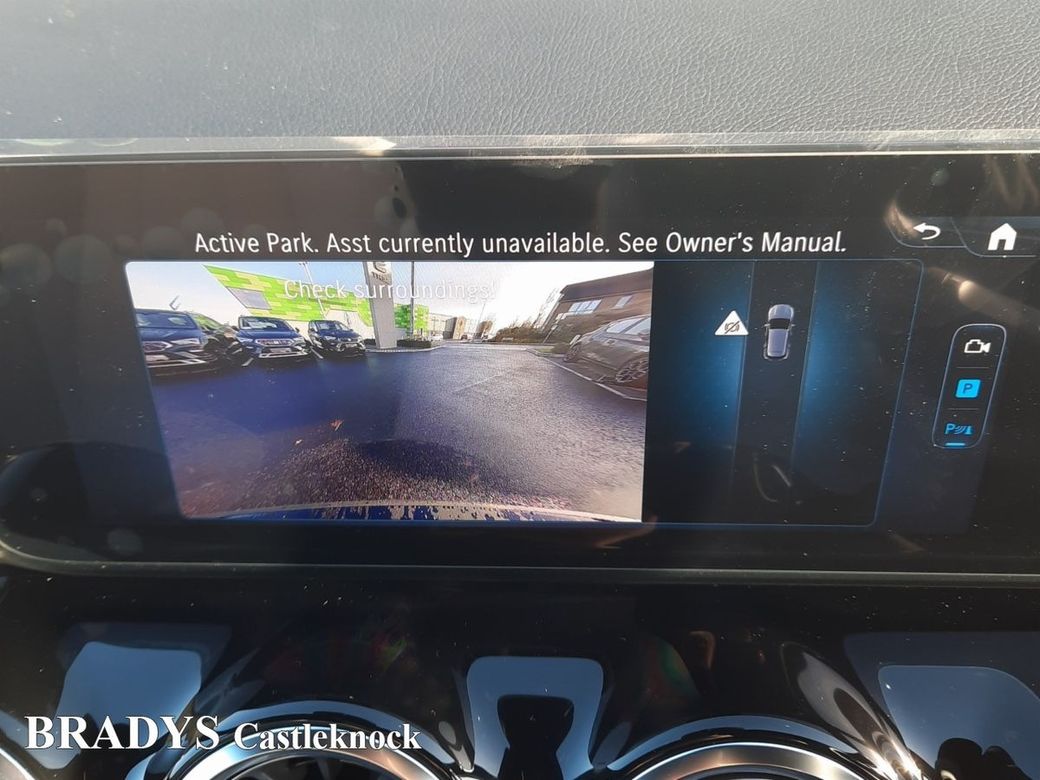 Active Park. Asst currently unavailable. See Owner's Manual.
Check surroundings!
P
P
BRADYS Castleknock